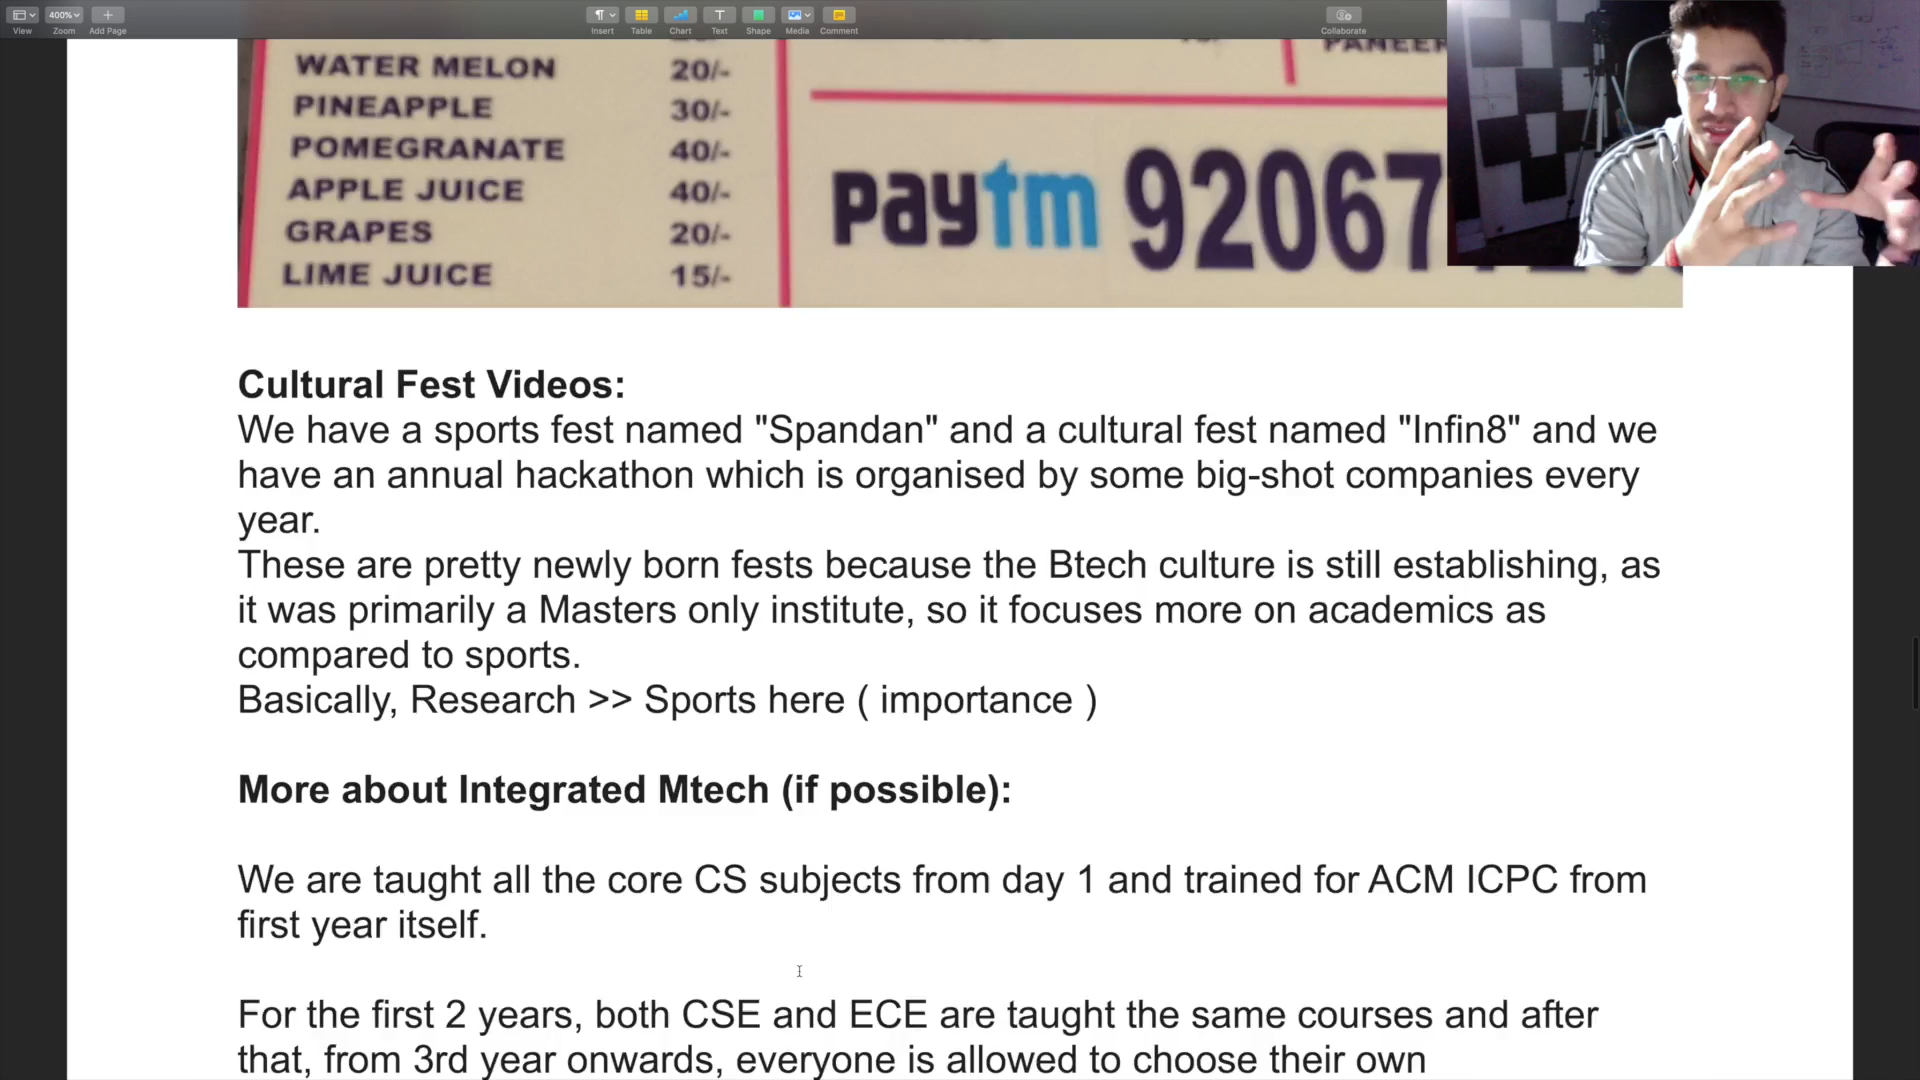 View
400%
Zoom
Add Page
Insert
Table
Chart
Text
Shape
Media
Comment
Collaborate
WATER MELON 20/-
PINEAPPLE 30/-
POMEGRANATE 40/-
APPLE JUICE 40/-
GRAPES 20/-
LIME JUICE 15/-
PANEER
paytm 92067
Cultural Fest Videos:
We have a sports fest named "Spandan" and a cultural fest named "Infin8" and we
have an annual hackathon which is organised by some big-shot companies every
year.
These are pretty newly born fests because the Btech culture is still establishing, as
it was primarily a Masters only institute, so it focuses more on academics as
compared to sports.
Basically, Research >> Sports here ( importance )
More about Integrated Mtech (if possible):
We are taught all the core CS subjects from day 1 and trained for ACM ICPC from
first year itself.
For the first 2 years, both CSE and ECE are taught the same courses and after
that, from 3rd year onwards, everyone is allowed to choose their own